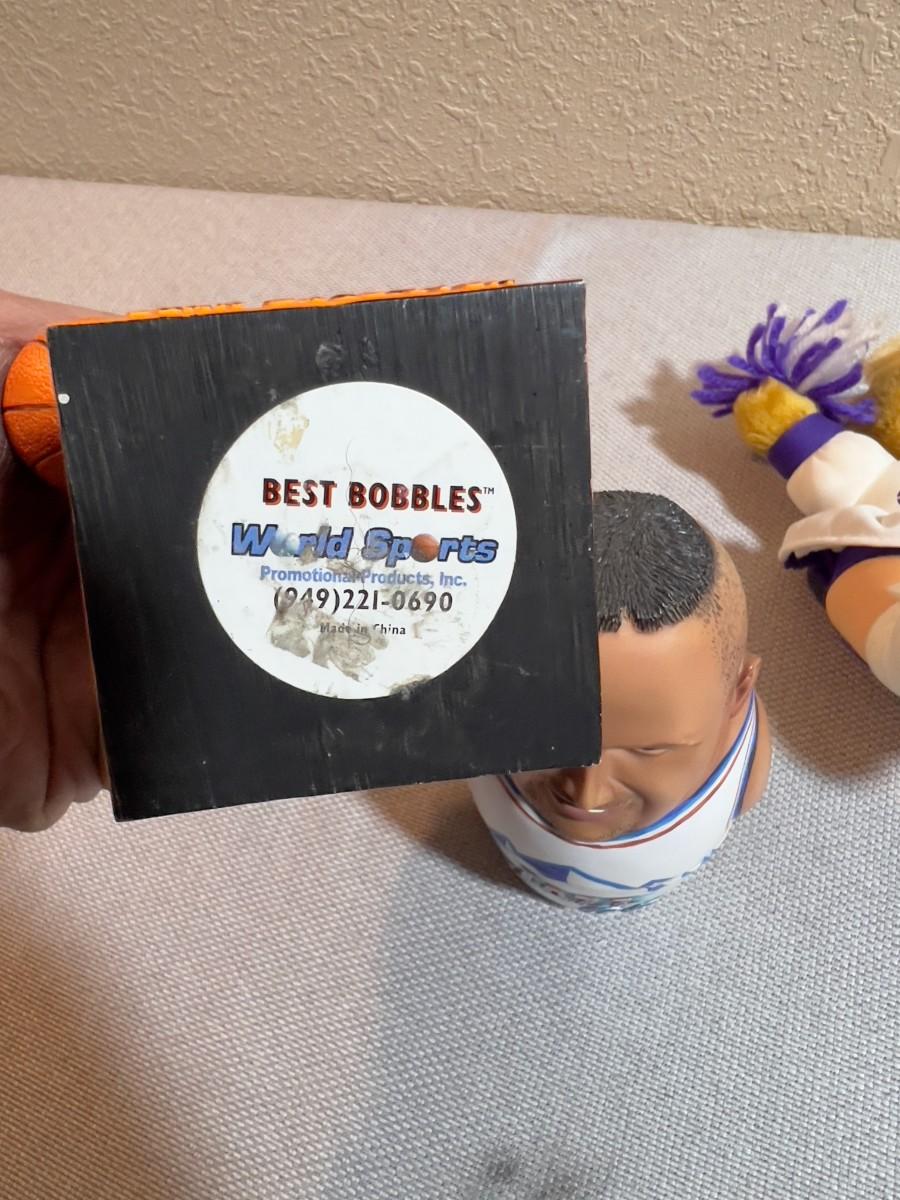 BEST BOBBLES™
World Sports
Promotional Products, Inc.
(949)221-0690
Made in China